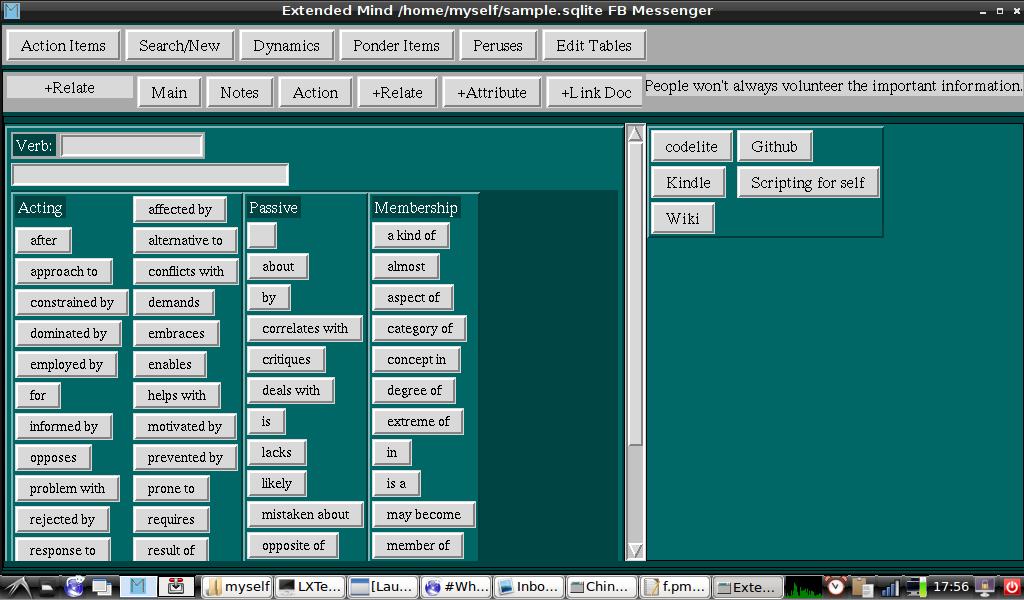 Extended Mind /home/myself/sample.sqlite FB Messenger
Action Items Search/New Dynamics Ponder Items Peruses Edit Tables
+Relate Main Notes Action +Relate +Attribute +Link Doc People won't always volunteer the important information.
Verb:
Acting
after
approach to
constrained by
dominated by
employed by
for
informed by
opposes
problem with
rejected by
response to
affected by
alternative to
conflicts with
demands
embraces
enables
helps with
motivated by
prevented by
prone to
requires
result of
Passive
about
by
correlates with
critiques
deals with
is
lacks
likely
mistaken about
opposite of
Membership
a kind of
almost
aspect of
category of
concept in
degree of
extreme of
in
is a
may become
member of
codelite Github
Kindle Scripting for self
Wiki
myself LXTe... [Lau... #Wh... Inbo... Chin... f.pm... Exte... 17:56